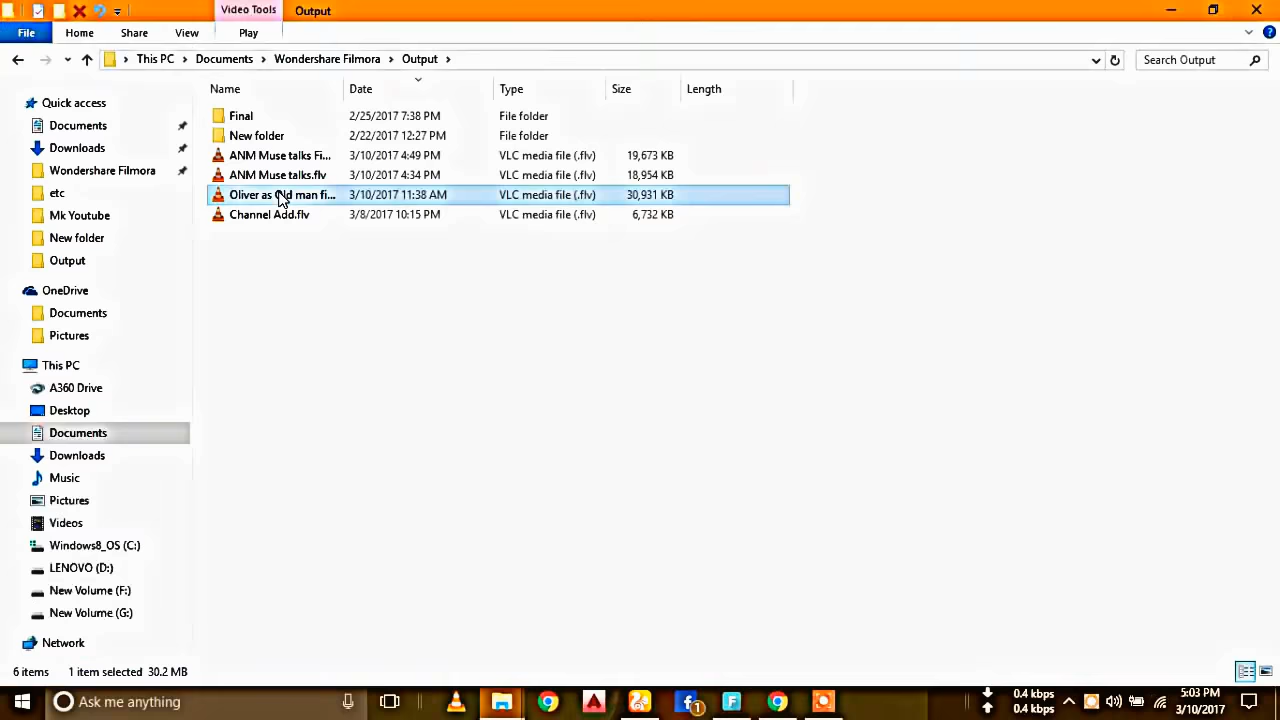 Video Tools Output
File Home Share View Play
This PC Documents Wondershare Filmora Output Search Output
Name Date Type Size Length
Quick access
Documents
Downloads
Wondershare Filmora
etc
Mk Youtube
New folder
Output
OneDrive
Documents
Pictures
This PC
A360 Drive
Desktop
Documents
Downloads
Music
Pictures
Videos
Windows8_OS (C:)
LENOVO (D:)
New Volume (F:)
New Volume (G:)
Network
Final 2/25/2017 7:38 PM File folder
New folder 2/22/2017 12:27 PM File folder
ANM Muse talks Fi... 3/10/2017 4:49 PM VLC media file (.flv) 19,673 KB
ANM Muse talks.flv 3/10/2017 4:34 PM VLC media file (.flv) 18,954 KB
Oliver as Old man fi... 3/10/2017 11:38 AM VLC media file (.flv) 30,931 KB
Channel Add.flv 3/8/2017 10:15 PM VLC media file (.flv) 6,732 KB
6 items 1 item selected 30.2 MB
Ask me anything 1 0.4 kbps 5:03 PM
0.4 kbps 3/10/2017